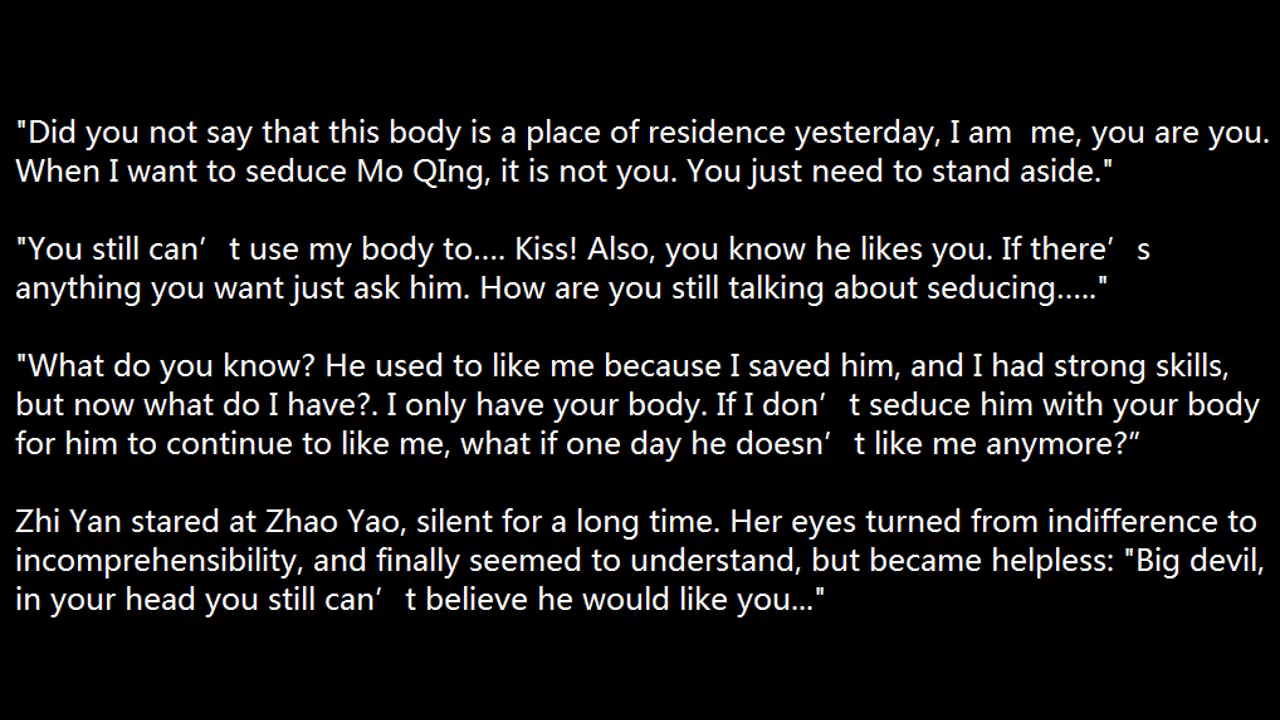 "Did you not say that this body is a place of residence yesterday, I am  me, you are you.
When I want to seduce Mo QIng, it is not you. You just need to stand aside."
"You still can’t use my body to.... Kiss! Also, you know he likes you. If there’s
anything you want just ask him. How are you still talking about seducing....."
"What do you know? He used to like me because I saved him, and I had strong skills,
but now what do I have?. I only have your body. If I don’t seduce him with your body
for him to continue to like me, what if one day he doesn’t like me anymore?”
Zhi Yan stared at Zhao Yao, silent for a long time. Her eyes turned from indifference to
incomprehensibility, and finally seemed to understand, but became helpless: "Big devil,
in your head you still can’t believe he would like you..."